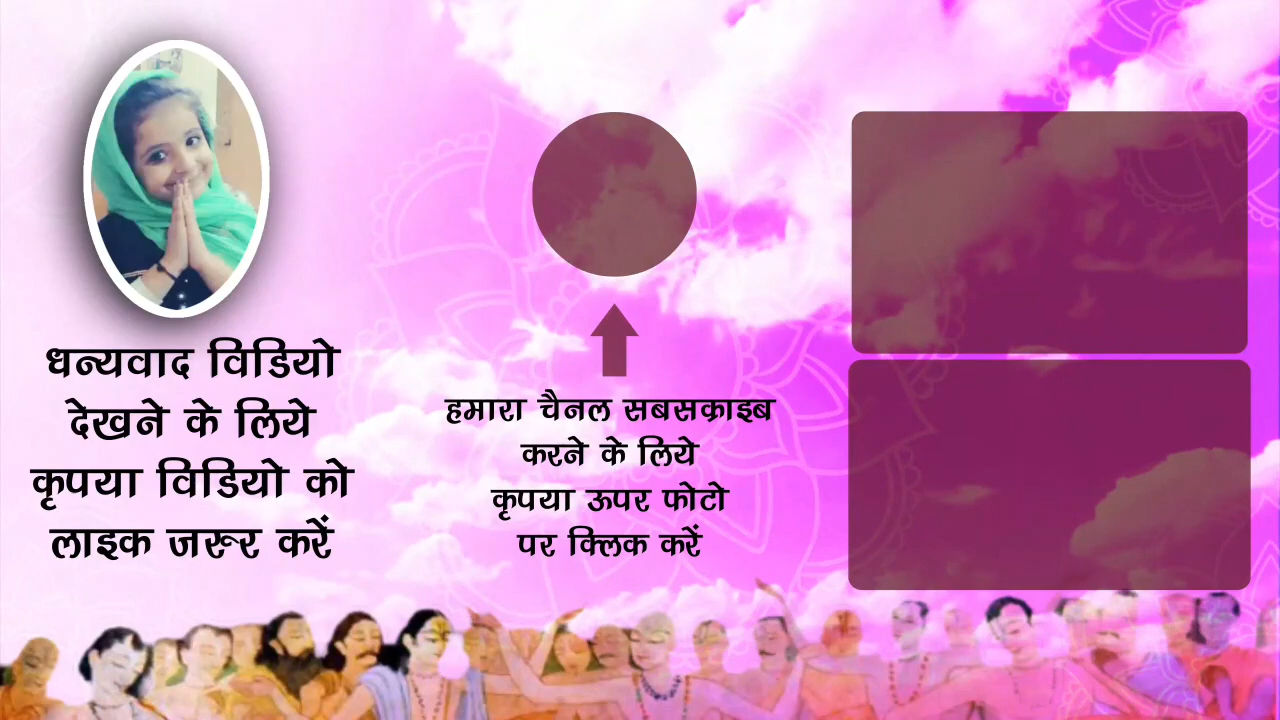 धन्यवाद विडियो
देखने के लिये
कृपया विडियो को
लाइक जरूर करें
हमारा चैनल सबसक्राइब
करने के लिये
कृपया ऊपर फोटो
पर क्लिक करें